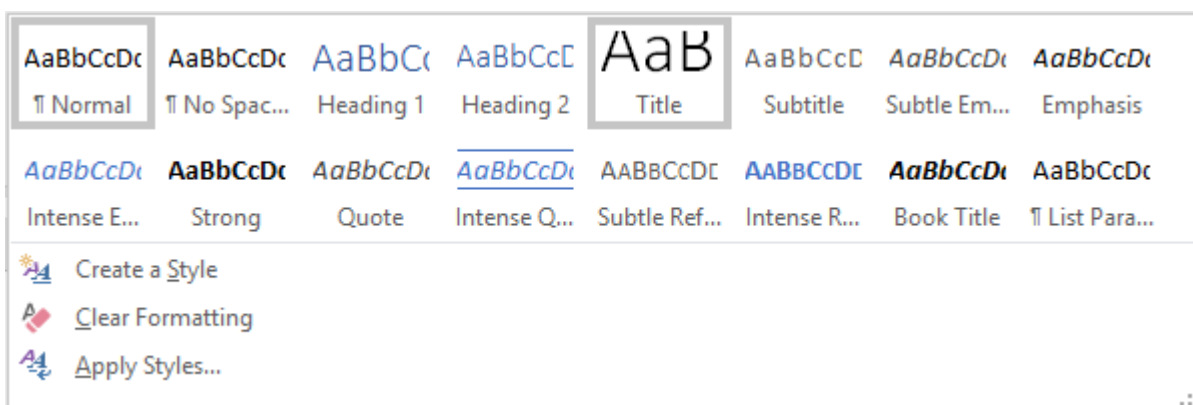 AaBbCcDc AaBbCcDc AaBbCc AaBbCcD AaB AaBbCcD AaBbCcDc AaBbCcDc
¶ Normal ¶ No Spac... Heading 1 Heading 2 Title Subtitle Subtle Em... Emphasis
AaBbCcDc AaBbCcDc AaBbCcDc AaBbCcDc AABBCCDD AABBCCDD AaBbCcDc AaBbCcDc
Intense E... Strong Quote Intense Q... Subtle Ref... Intense R... Book Title ¶ List Para...
Create a Style
Clear Formatting
Apply Styles...